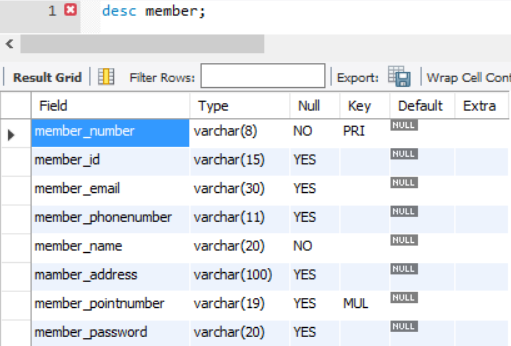 1 desc member;
Result Grid Filter Rows: Export: Wrap Cell Cont
Field Type Null Key Default Extra
member_number varchar(8) NO PRI NULL
member_id varchar(15) YES NULL
member_email varchar(30) YES NULL
member_phonenumber varchar(11) YES NULL
member_name varchar(20) NO NULL
mamber_address varchar(100) YES NULL
member_pointnumber varchar(19) YES MUL NULL
member_password varchar(20) YES NULL